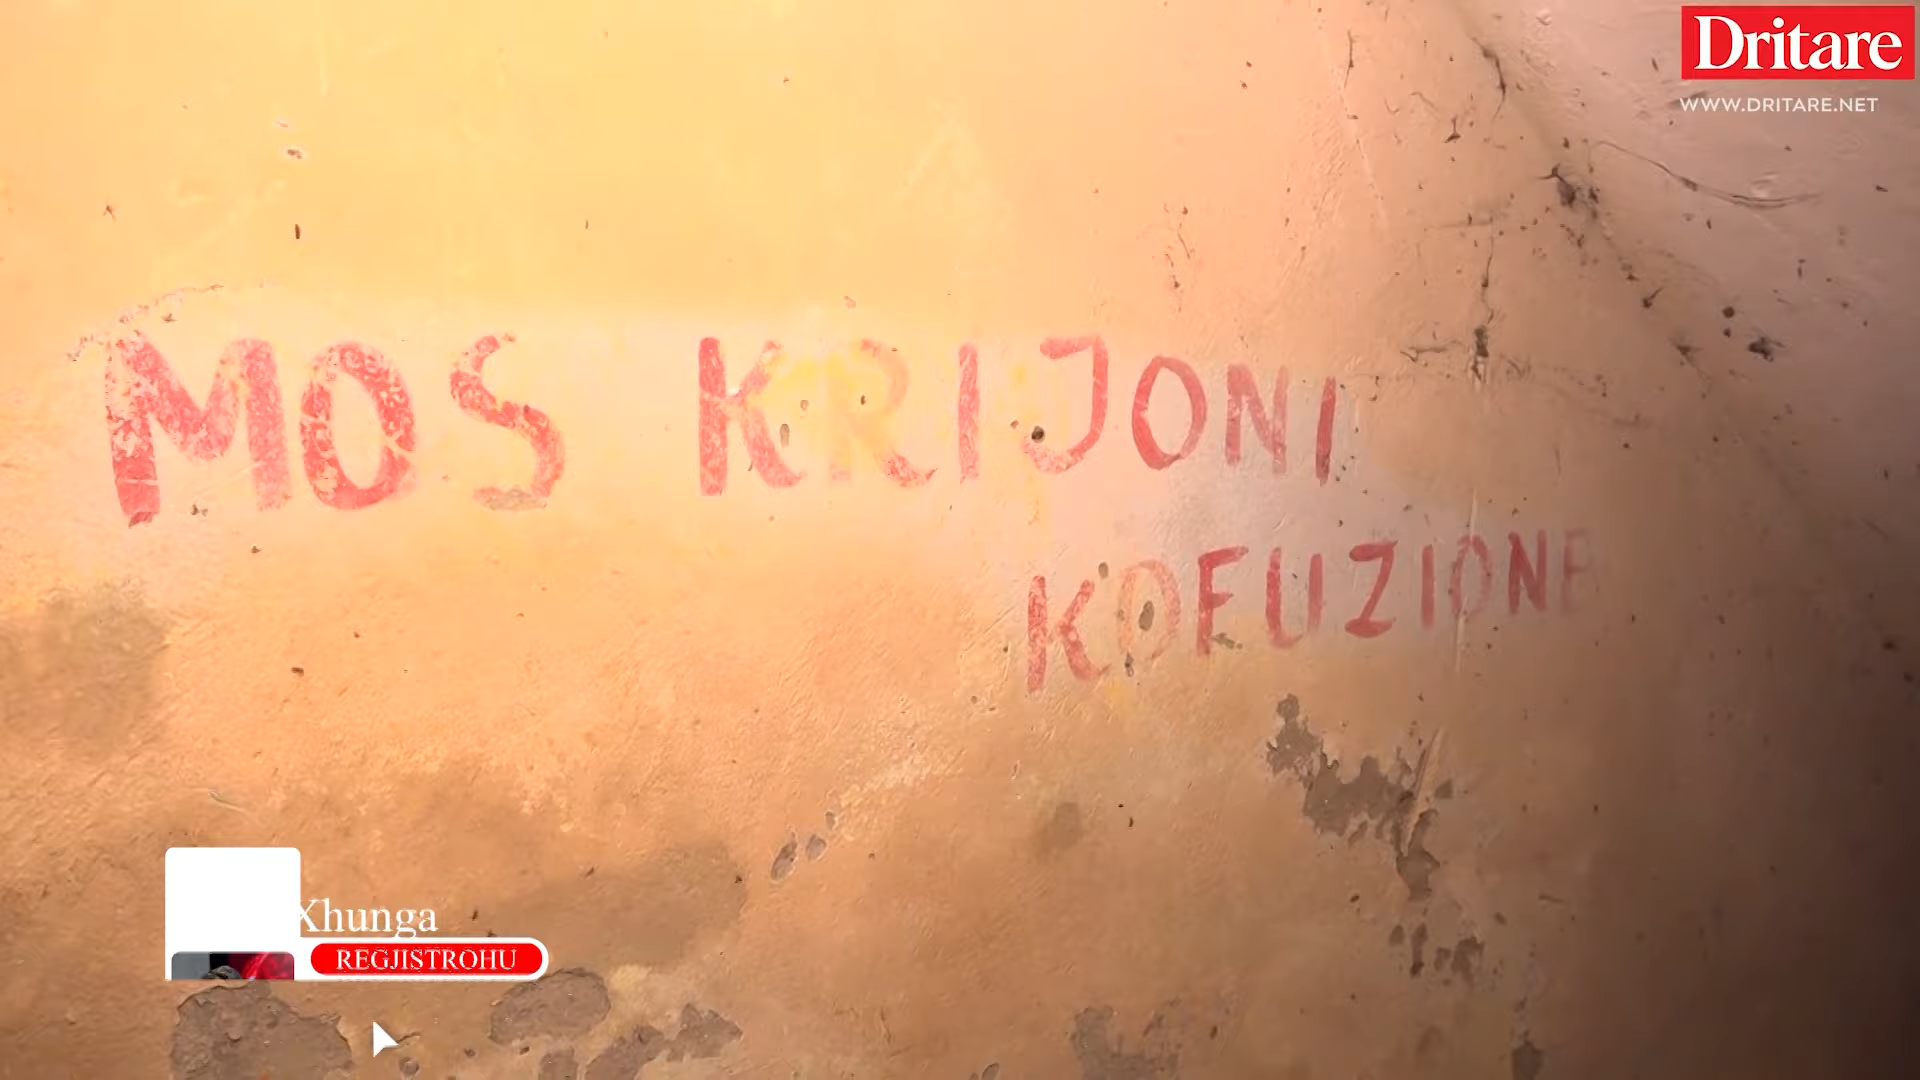 Dritare
WWW.DRITARE.NET
MOS KRIJONI
KOFUZIONE
Xhunga
REGJISTROHU